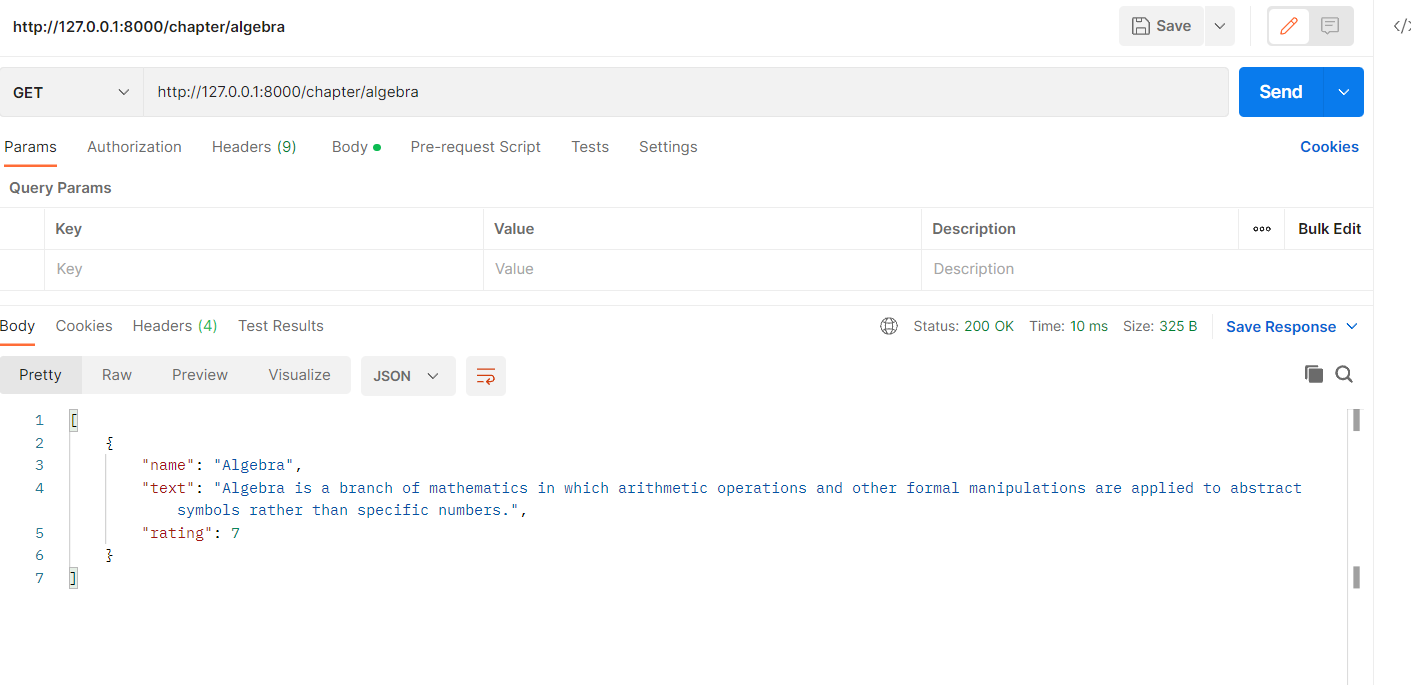 http://127.0.0.1:8000/chapter/algebra
Save
GET
http://127.0.0.1:8000/chapter/algebra
Send
Params Authorization Headers (9) Body Pre-request Script Tests Settings Cookies
Query Params
Key Value Description Bulk Edit
Key Value Description
Body Cookies Headers (4) Test Results Status: 200 OK Time: 10 ms Size: 325 B Save Response
Pretty Raw Preview Visualize JSON
1 [
2 {
3 "name": "Algebra",
4 "text": "Algebra is a branch of mathematics in which arithmetic operations and other formal manipulations are applied to abstract
symbols rather than specific numbers.",
5 "rating": 7
6 }
7 ]